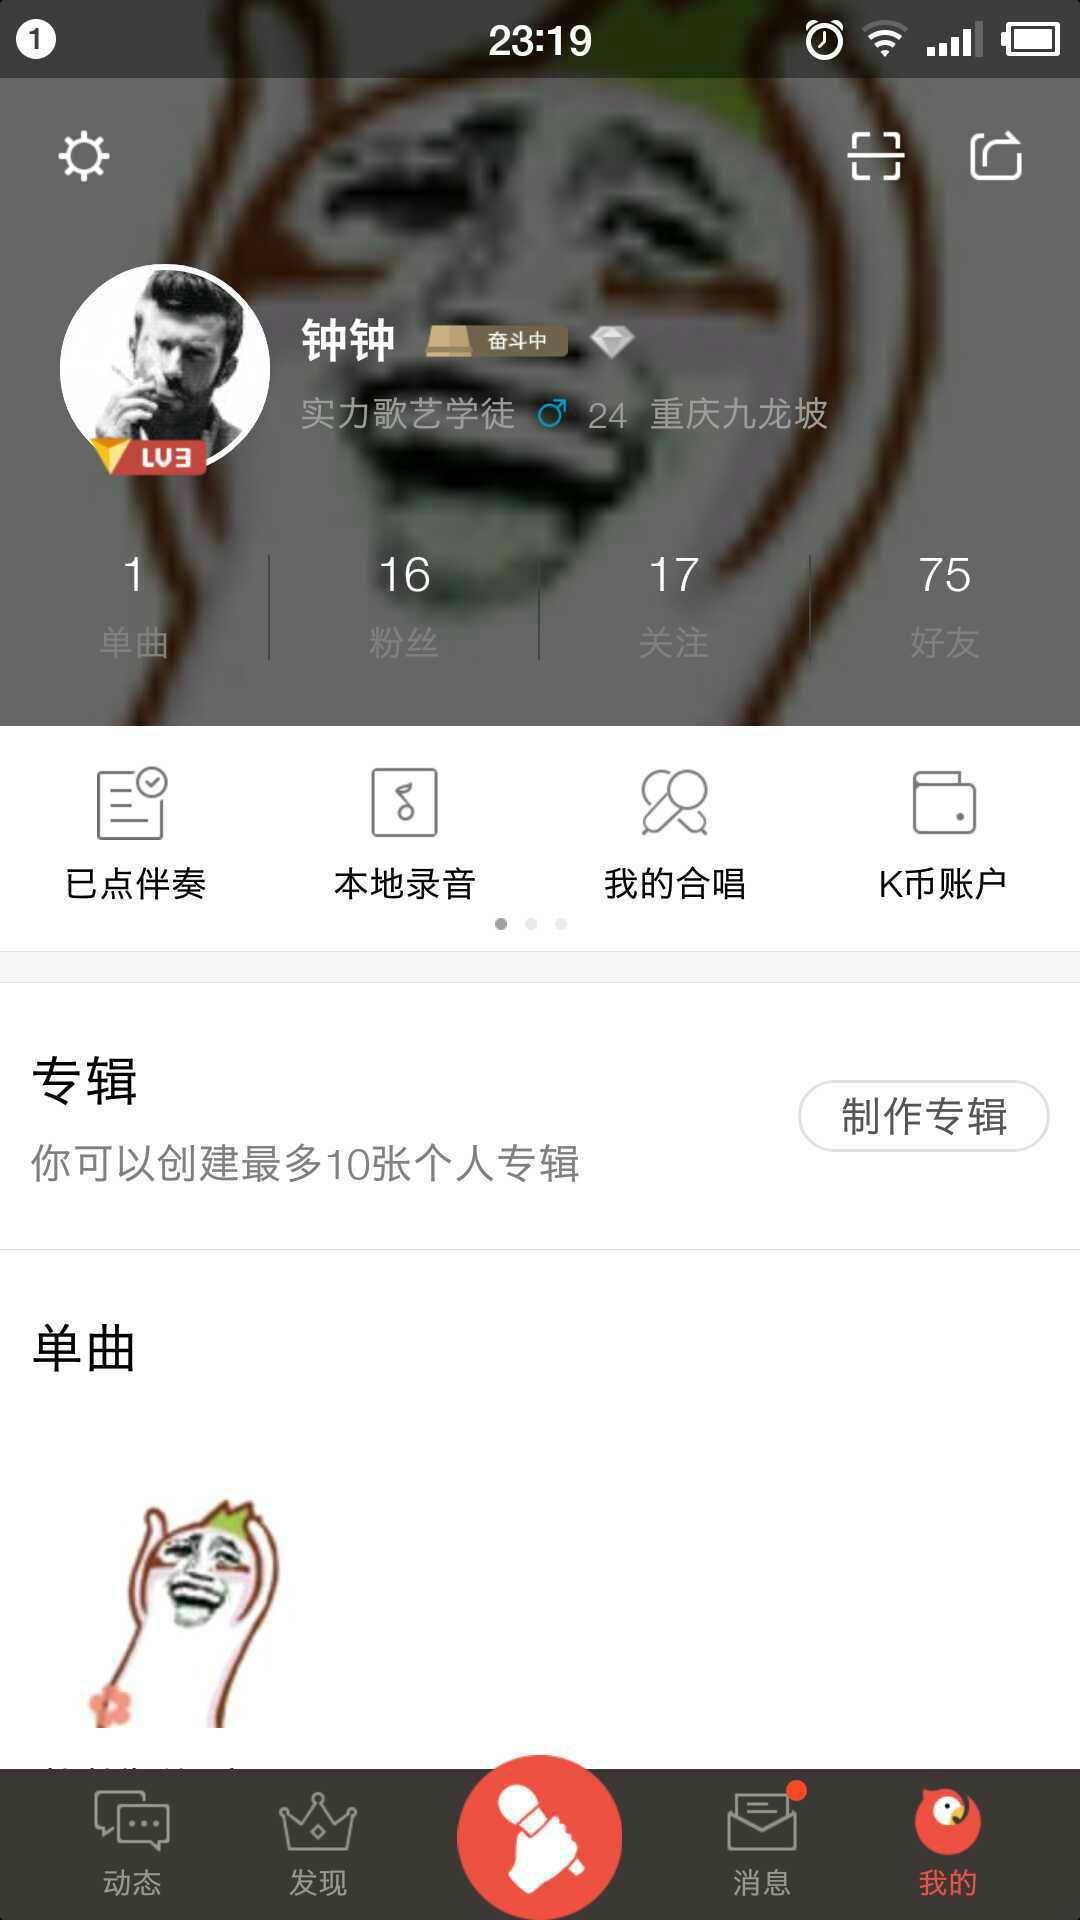 1
23:19
钟钟 奋斗中
实力歌艺学徒 24 重庆九龙坡
LV3
1 16 17 75
单曲 粉丝 关注 好友
已点伴奏 本地录音 我的合唱 K币账户
专辑
制作专辑
你可以创建最多10张个人专辑
单曲
动态 发现 消息 我的